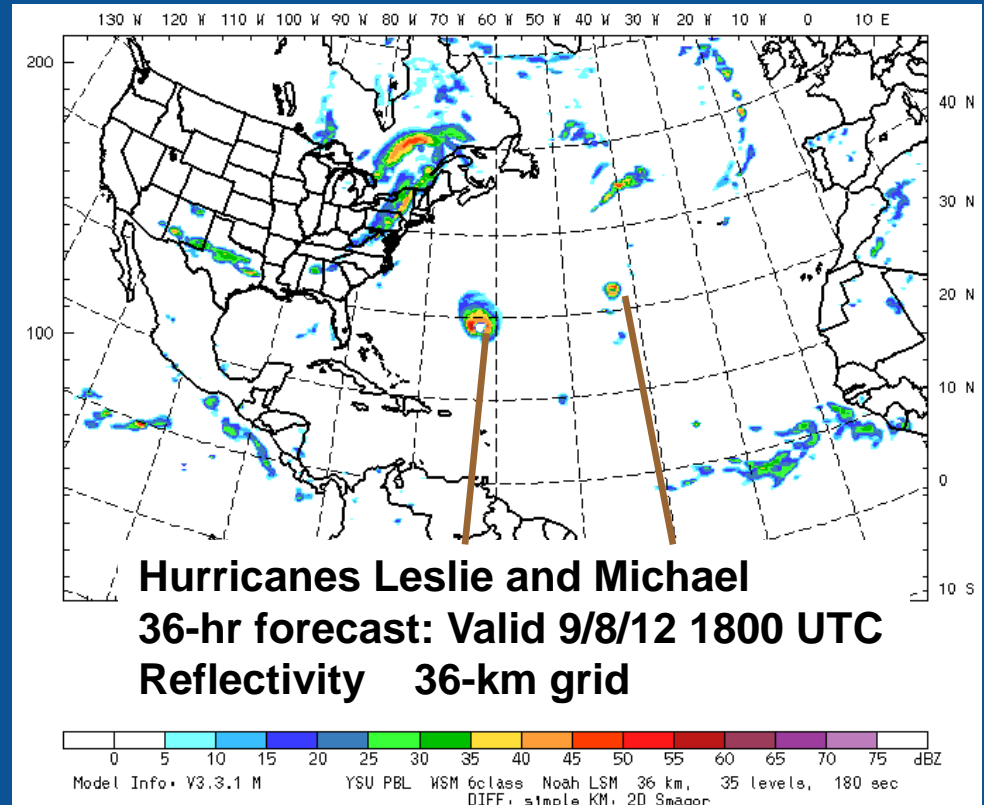 130 W 120 W 110 W 100 W 90 W 80 W 70 W 60 W 50 W 40 W 30 W 20 W 10 W 0 10 E
200
40 N
30 N
20 N
100
10 N
0
10 S
Hurricanes Leslie and Michael
36-hr forecast: Valid 9/8/12 1800 UTC
Reflectivity 36-km grid
0 5 10 15 20 25 30 35 40 45 50 55 60 65 70 75 dBZ
Model Info: V3.3.1 M YSU PBL WSM 6class Noah LSM 36 km, 35 levels, 180 sec
DIFF: simple KM: 2D Smagor